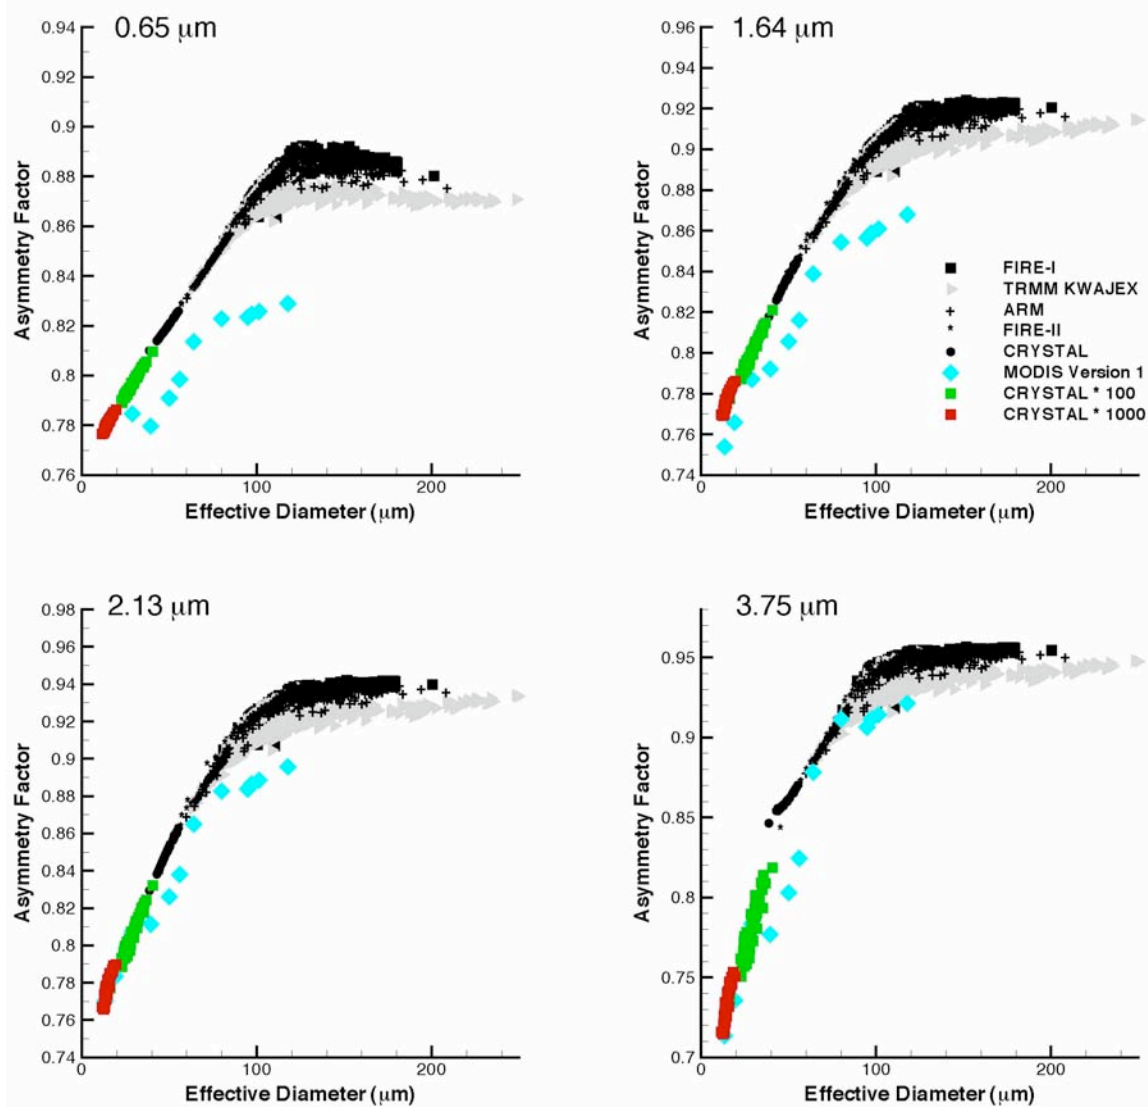 0.65 μm
0.94
0.92
0.9
0.88
0.86
0.84
0.82
0.8
0.78
0.76
Asymmetry Factor
0
100
200
Effective Diameter (μm)
1.64 μm
0.96
0.94
0.92
0.9
0.88
0.86
0.84
0.82
0.8
0.78
0.76
0.74
Asymmetry Factor
0
100
200
Effective Diameter (μm)
FIRE-I
TRMM KWAJEX
ARM
FIRE-II
CRYSTAL
MODIS Version 1
CRYSTAL * 100
CRYSTAL * 1000
2.13 μm
0.98
0.96
0.94
0.92
0.9
0.88
0.86
0.84
0.82
0.8
0.78
0.76
0.74
Asymmetry Factor
0
100
200
Effective Diameter (μm)
3.75 μm
0.95
0.9
0.85
0.8
0.75
0.7
Asymmetry Factor
0
100
200
Effective Diameter (μm)